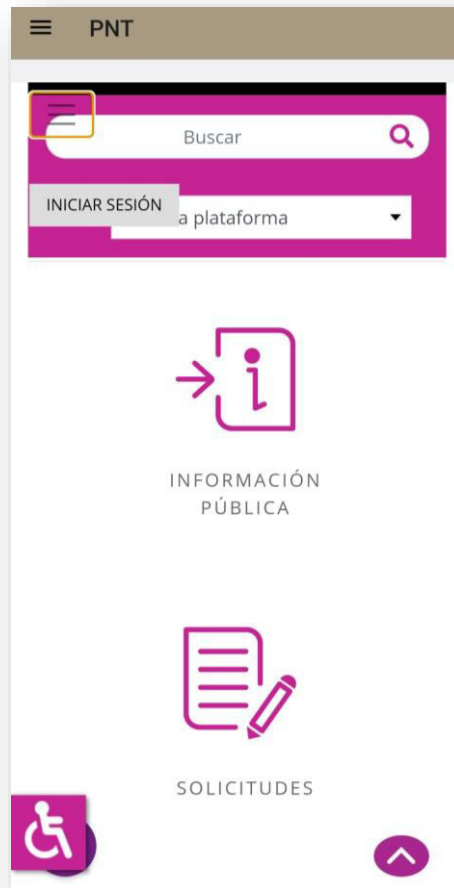 PNT
Buscar
INICIAR SESIÓN
a plataforma
INFORMACIÓN
PÚBLICA
SOLICITUDES